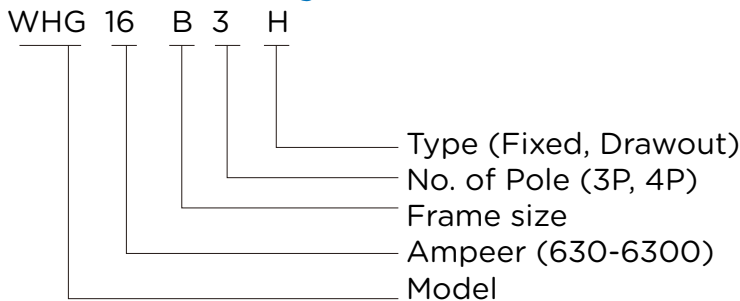 WHG 16 B 3 H
Type (Fixed, Drawout)
No. of Pole (3P, 4P)
Frame size
Ampeer (630-6300)
Model